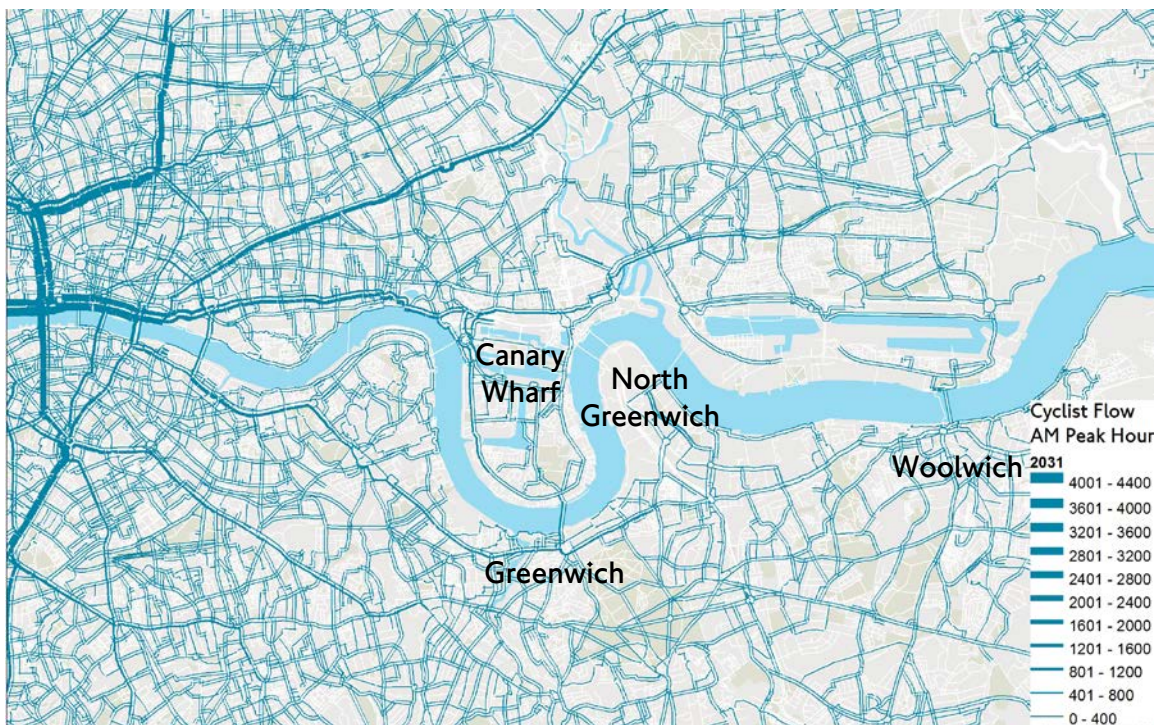 Canary
Wharf
North
Greenwich
Greenwich
Woolwich
Cyclist Flow
AM Peak Hour
2031
4001 - 4400
3601 - 4000
3201 - 3600
2801 - 3200
2401 - 2800
2001 - 2400
1601 - 2000
1201 - 1600
801 - 1200
401 - 800
0 - 400